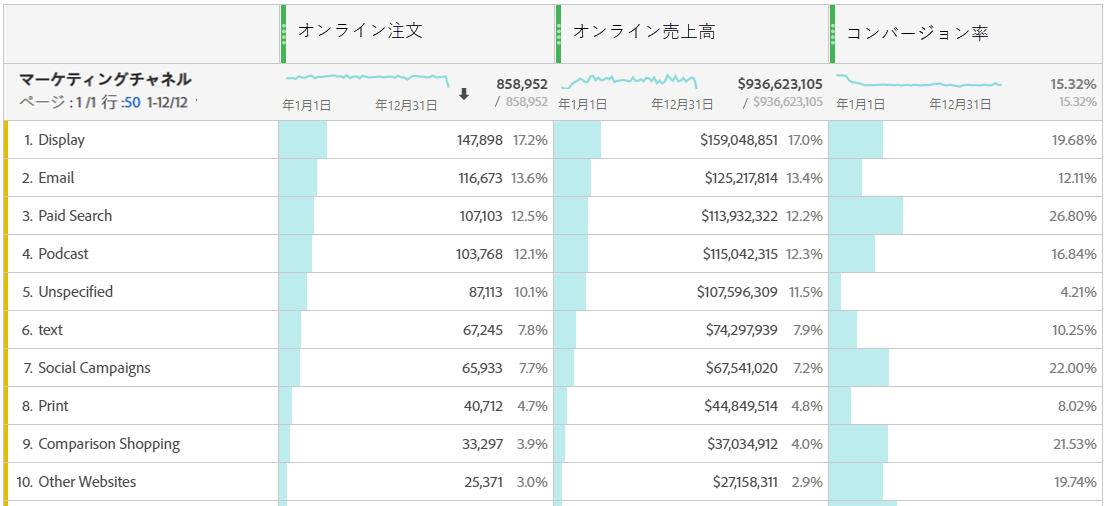 オンライン注文 オンライン売上高 コンバージョン率
マーケティングチャネル 858,952 $936,623,105 15.32%
ページ : 1 /1 行 :50 1-12/12 年1月1日 年12月31日 / 858,952 年1月1日 年12月31日 / $936,623,105 年1月1日 年12月31日 15.32%
1. Display 147,898 17.2% $159,048,851 17.0% 19.68%
2. Email 116,673 13.6% $125,217,814 13.4% 12.11%
3. Paid Search 107,103 12.5% $113,932,322 12.2% 26.80%
4. Podcast 103,768 12.1% $115,042,315 12.3% 16.84%
5. Unspecified 87,113 10.1% $107,596,309 11.5% 4.21%
6. text 67,245 7.8% $74,297,939 7.9% 10.25%
7. Social Campaigns 65,933 7.7% $67,541,020 7.2% 22.00%
8. Print 40,712 4.7% $44,849,514 4.8% 8.02%
9. Comparison Shopping 33,297 3.9% $37,034,912 4.0% 21.53%
10. Other Websites 25,371 3.0% $27,158,311 2.9% 19.74%